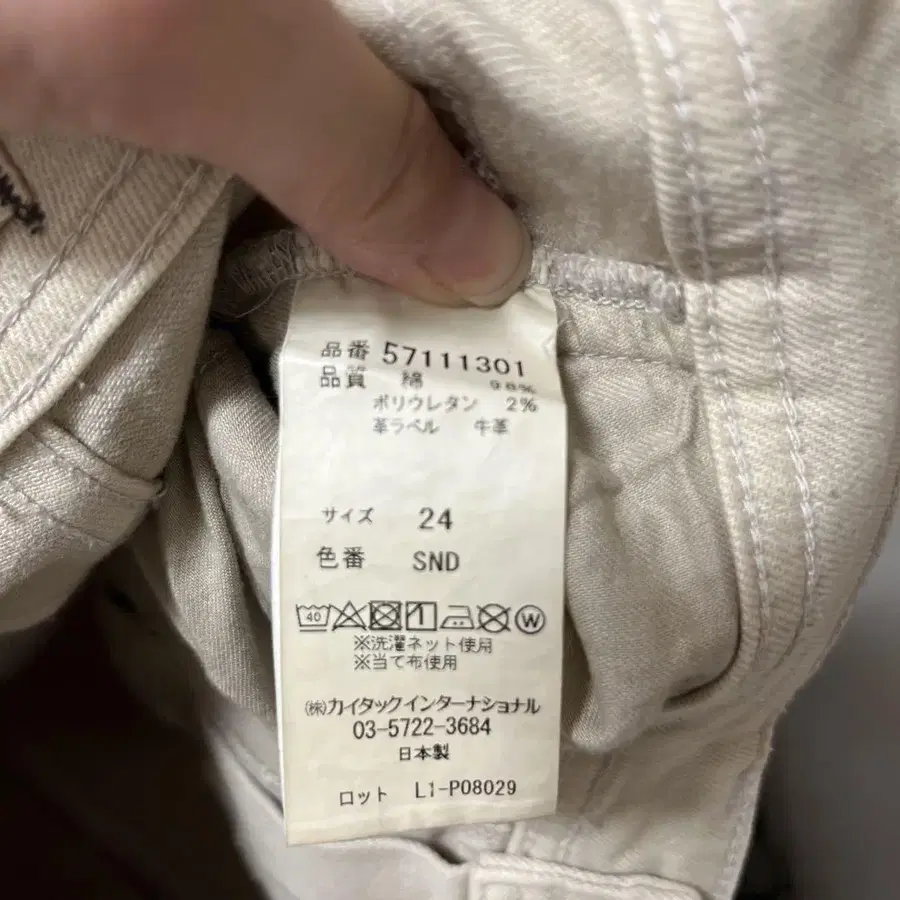 品番 57111301
品質 綿 98%
ポリウレタン 2%
革ラベル 牛革
サイズ 24
色番 SND
40 W
※洗濯ネット使用
※当て布使用
㈱カイタックインターナショナル
03-5722-3684
日本製
ロット L1-P08029